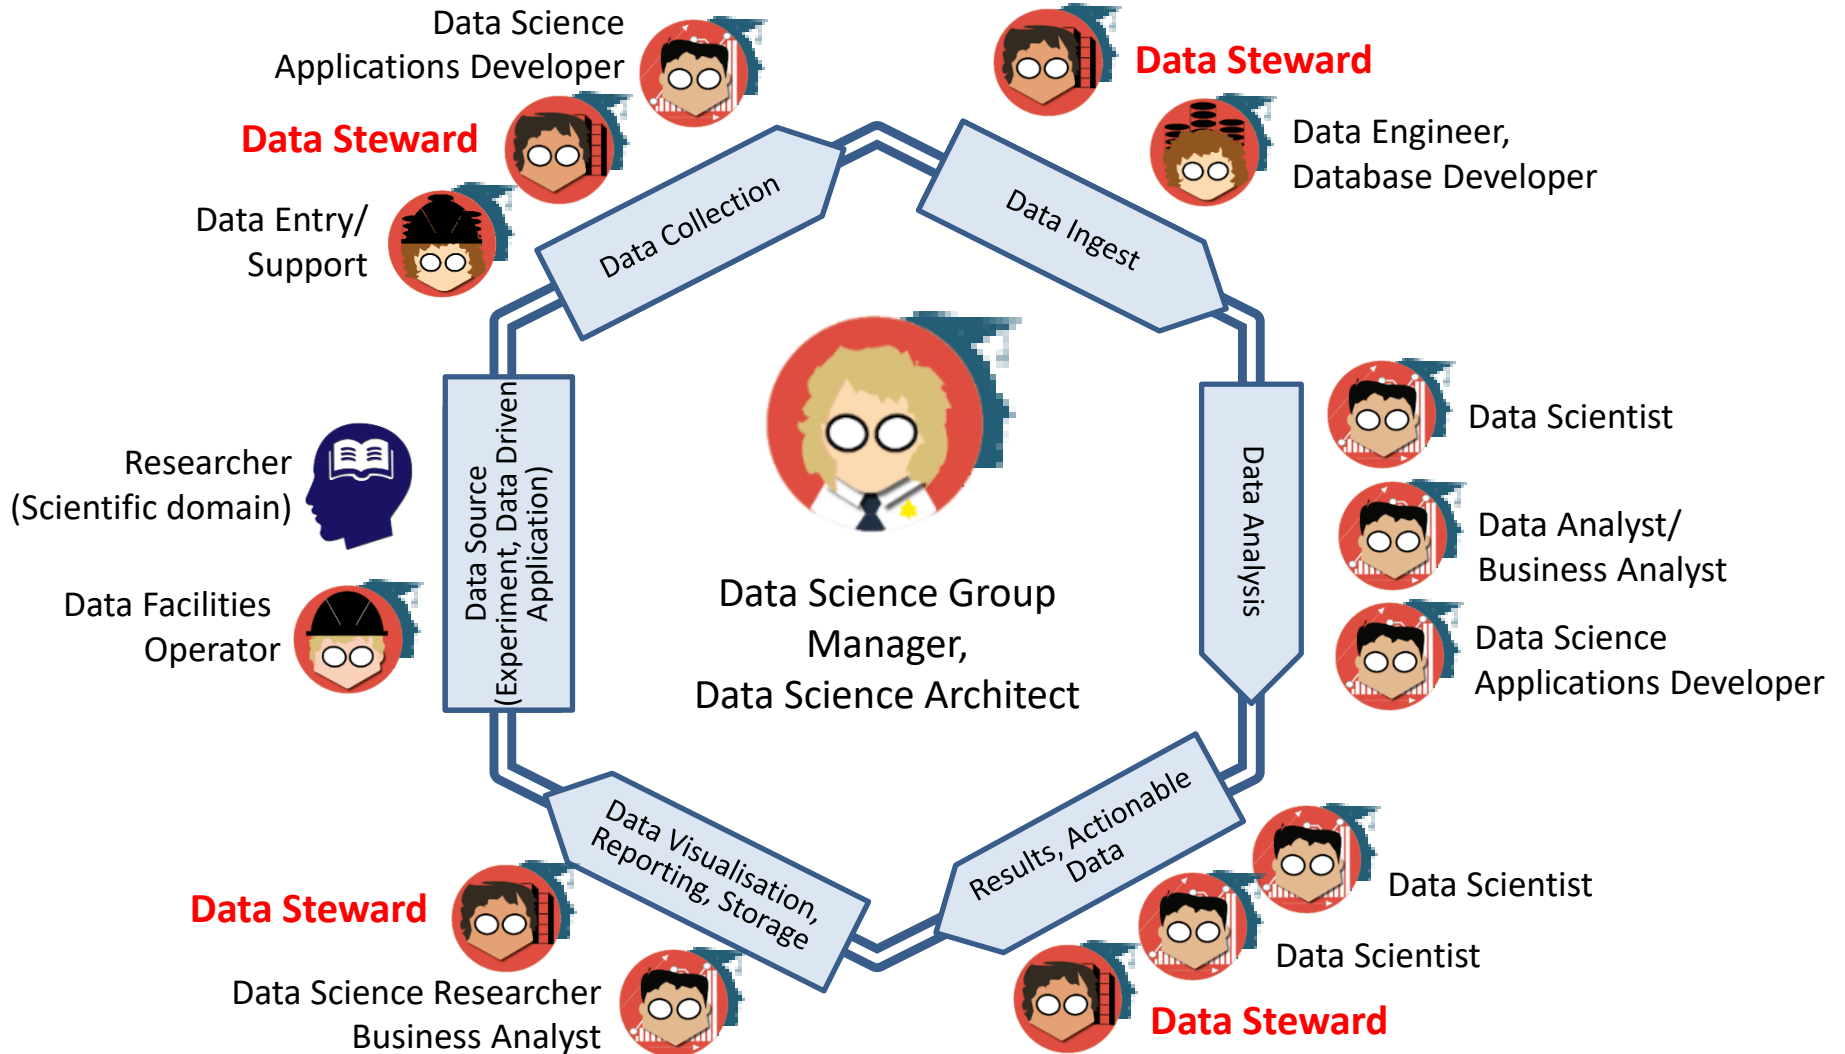 Data Science
Applications Developer
Data Steward
Data Entry/
Support
Data Collection
Data Steward
Data Engineer,
Database Developer
Data Ingest
Researcher
(Scientific domain)
Data Facilities
Operator
Data Source
(Experiment, Data Driven
Application)
Data Science Group
Manager,
Data Science Architect
Data Analysis
Data Scientist
Data Analyst/
Business Analyst
Data Science
Applications Developer
Results, Actionable
Data
Data Scientist
Data Scientist
Data Steward
Data Visualisation,
Reporting, Storage
Data Steward
Data Science Researcher
Business Analyst